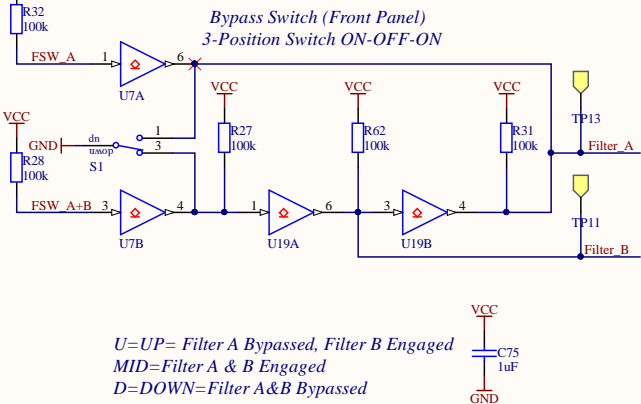 Bypass Switch (Front Panel)
3-Position Switch ON-OFF-ON
R32
100k
FSW_A
1
6
U7A
VCC
R28
100k
GND
up
down
S1
1
3
FSW_A+B
3
4
U7B
VCC
R27
100k
1
6
U19A
VCC
R62
100k
3
4
U19B
VCC
R31
100k
TP13
Filter_A
TP11
Filter_B
U=UP= Filter A Bypassed, Filter B Engaged
MID=Filter A & B Engaged
D=DOWN=Filter A&B Bypassed
VCC
C75
1uF
GND